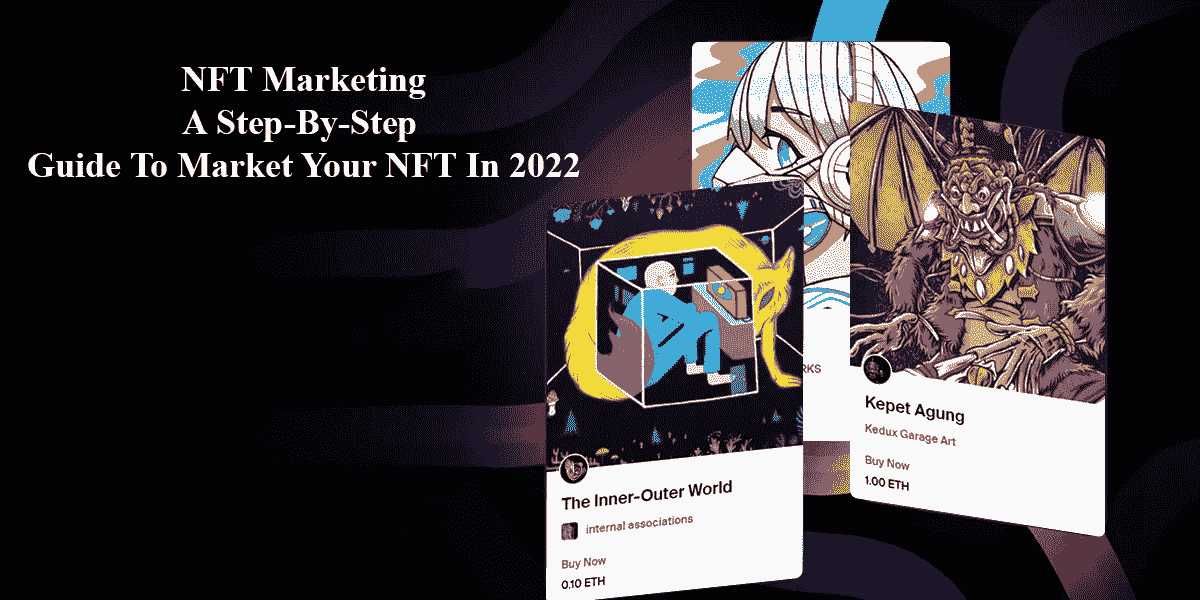 NFT Marketing
A Step-By-Step
Guide To Market Your NFT In 2022
The Inner-Outer World
internal associations
Buy Now
0.10 ETH
Kepet Agung
Kedux Garage Art
Buy Now
1.00 ETH